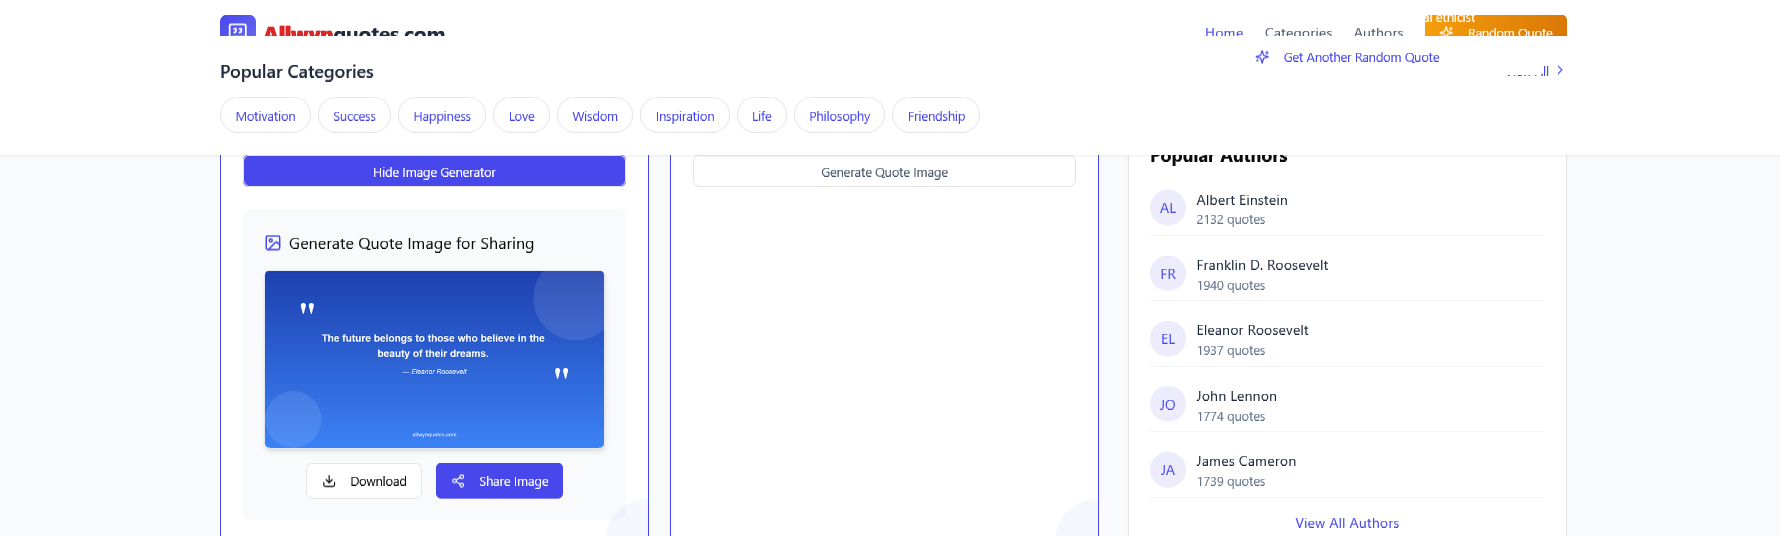 Allwynquotes.com
Home
Categories
Authors
al ethicist
Random Quote
Get Another Random Quote
Popular Categories
View All
Motivation
Success
Happiness
Love
Wisdom
Inspiration
Life
Philosophy
Friendship
Hide Image Generator
Generate Quote Image for Sharing
"
The future belongs to those who believe in the
beauty of their dreams.
— Eleanor Roosevelt
"
allwynquotes.com
Download
Share Image
Generate Quote Image
Popular Authors
AL
Albert Einstein
2132 quotes
FR
Franklin D. Roosevelt
1940 quotes
EL
Eleanor Roosevelt
1937 quotes
JO
John Lennon
1774 quotes
JA
James Cameron
1739 quotes
View All Authors